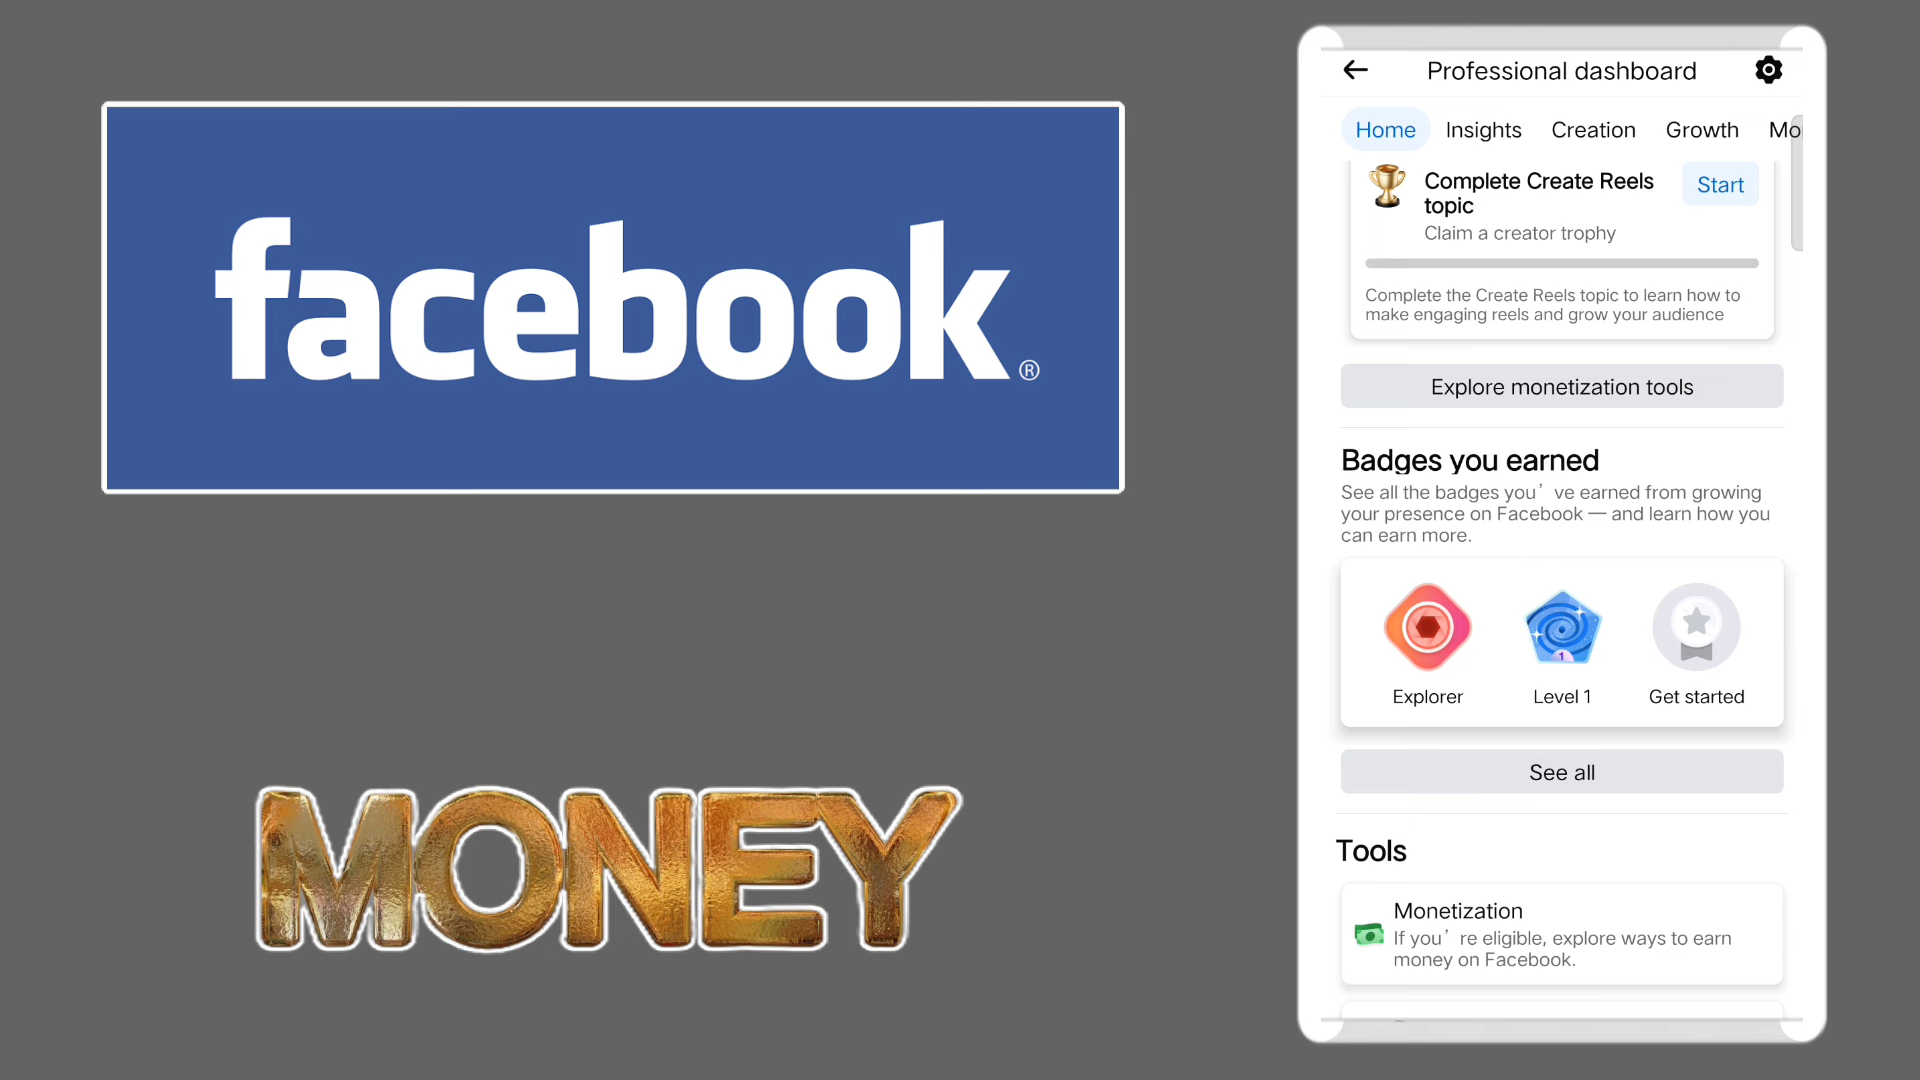 facebook®
MONEY
Professional dashboard
Home Insights Creation Growth Mo
Complete Create Reels
topic
Start
Claim a creator trophy
Complete the Create Reels topic to learn how to
make engaging reels and grow your audience
Explore monetization tools
Badges you earned
See all the badges you’ve earned from growing
your presence on Facebook — and learn how you
can earn more.
1
Explorer Level 1 Get started
See all
Tools
Monetization
If you’re eligible, explore ways to earn
money on Facebook.